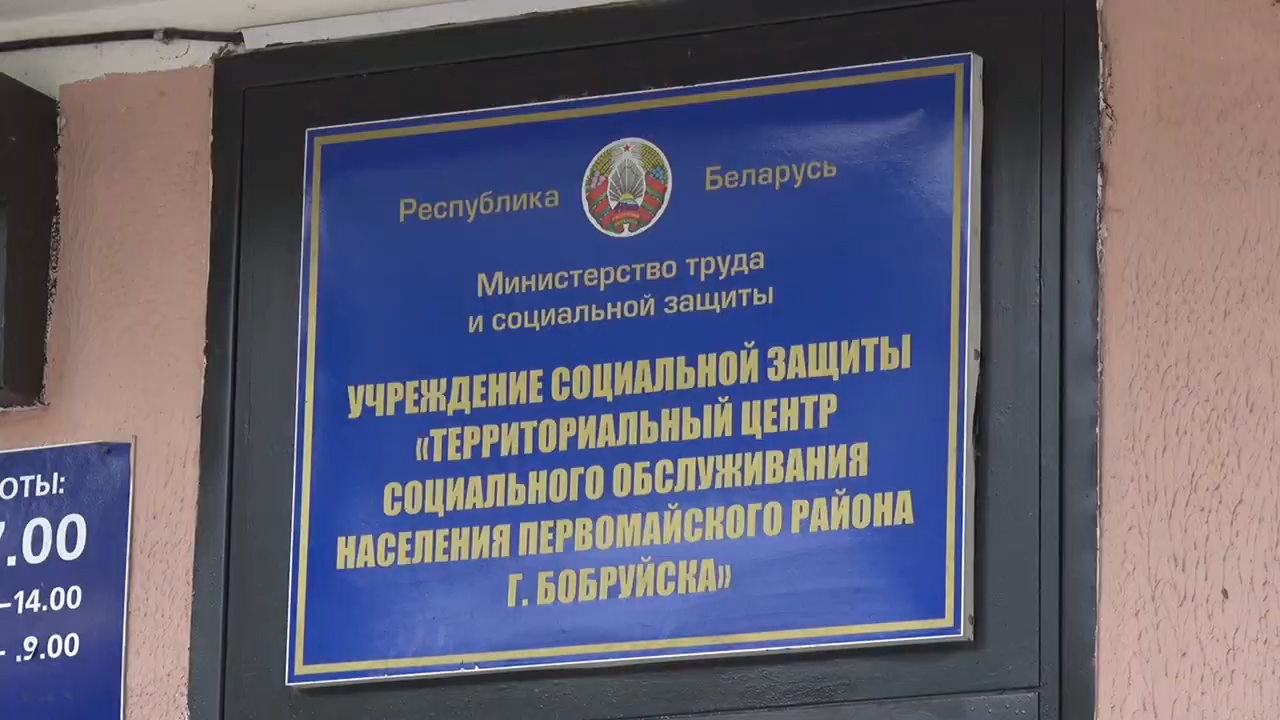 Республика Беларусь
Министерство труда
и социальной защиты
УЧРЕЖДЕНИЕ СОЦИАЛЬНОЙ ЗАЩИТЫ
«ТЕРРИТОРИАЛЬНЫЙ ЦЕНТР
СОЦИАЛЬНОГО ОБСЛУЖИВАНИЯ
НАСЕЛЕНИЯ ПЕРВОМАЙСКОГО РАЙОНА
Г. БОБРУЙСКА»
ОТЫ:
7.00
–14.00
9.00